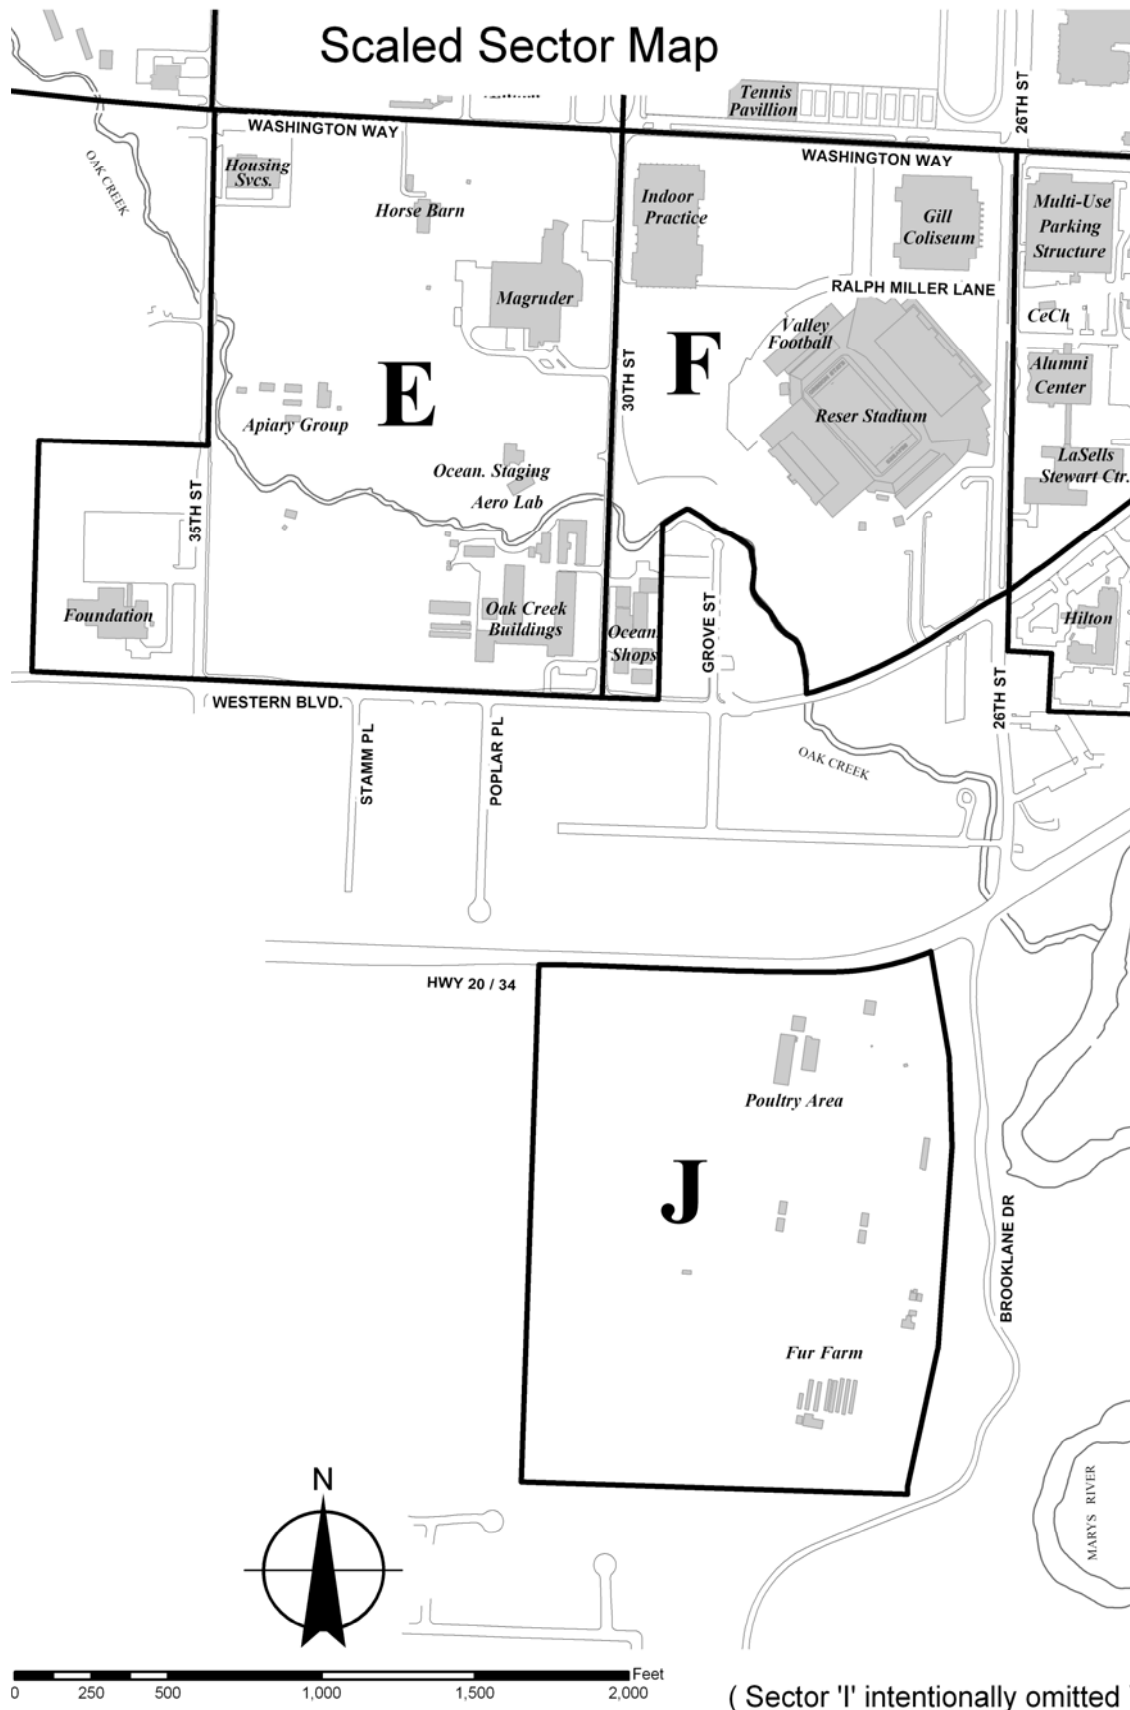 Scaled Sector Map
Tennis
Pavillion
26TH ST
WASHINGTON WAY
WASHINGTON WAY
OAK CREEK
Housing
Svcs.
Horse Barn
Indoor
Practice
Gill
Coliseum
Multi-Use
Parking
Structure
Magruder
RALPH MILLER LANE
CeCh
Valley
Football
E
F
30TH ST
Alumni
Center
Apiary Group
Reser Stadium
LaSells
Stewart Ctr.
Ocean. Staging
Aero Lab
35TH ST
Foundation
Oak Creek
Buildings
Ocean.
Shops
GROVE ST
Hilton
WESTERN BLVD.
26TH ST
STAMM PL
POPLAR PL
OAK CREEK
HWY 20 / 34
Poultry Area
J
BROOKLANE DR
Fur Farm
N
MARYS RIVER
Feet
0 250 500 1,000 1,500 2,000
( Sector 'I' intentionally omitted